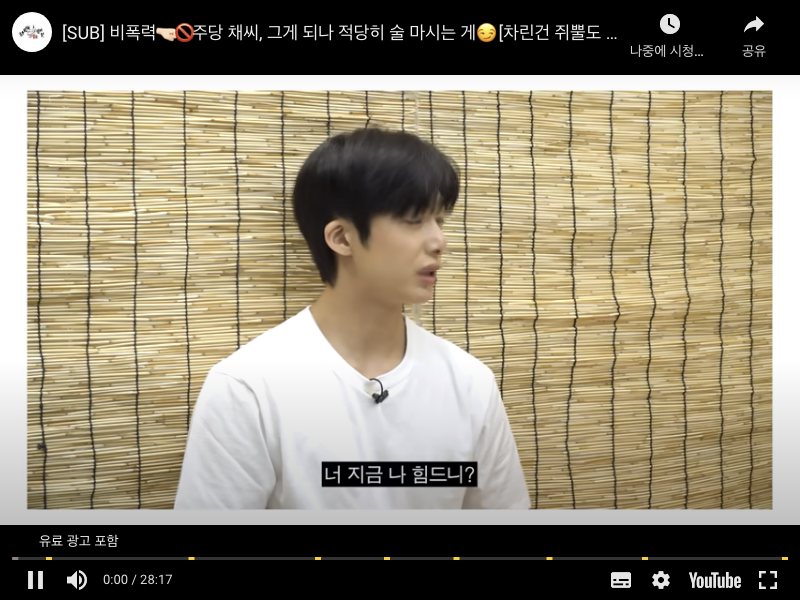 [SUB] 비폭력🤜🏻🚫주당 채씨, 그게 되나 적당히 술 마시는 게😏[차린건 쥐뿔도 ...
나중에 시청...
공유
너 지금 나 힘드니?
유료 광고 포함
0:00 / 28:17
YouTube